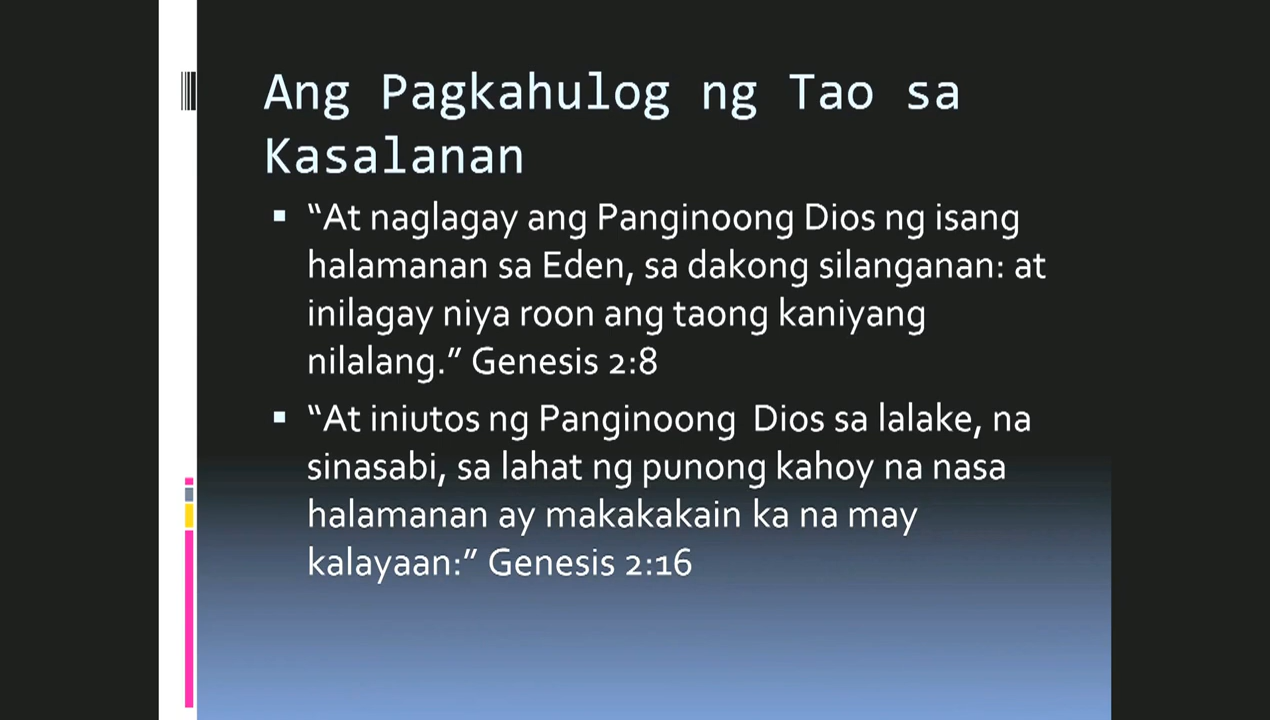 Ang Pagkahulog ng Tao sa
Kasalanan
▪ “At naglagay ang Panginoong Dios ng isang
halamanan sa Eden, sa dakong silanganan: at
inilagay niya roon ang taong kaniyang
nilalang.” Genesis 2:8
▪ “At iniutos ng Panginoong  Dios sa lalake, na
sinasabi, sa lahat ng punong kahoy na nasa
halamanan ay makakakain ka na may
kalayaan:” Genesis 2:16